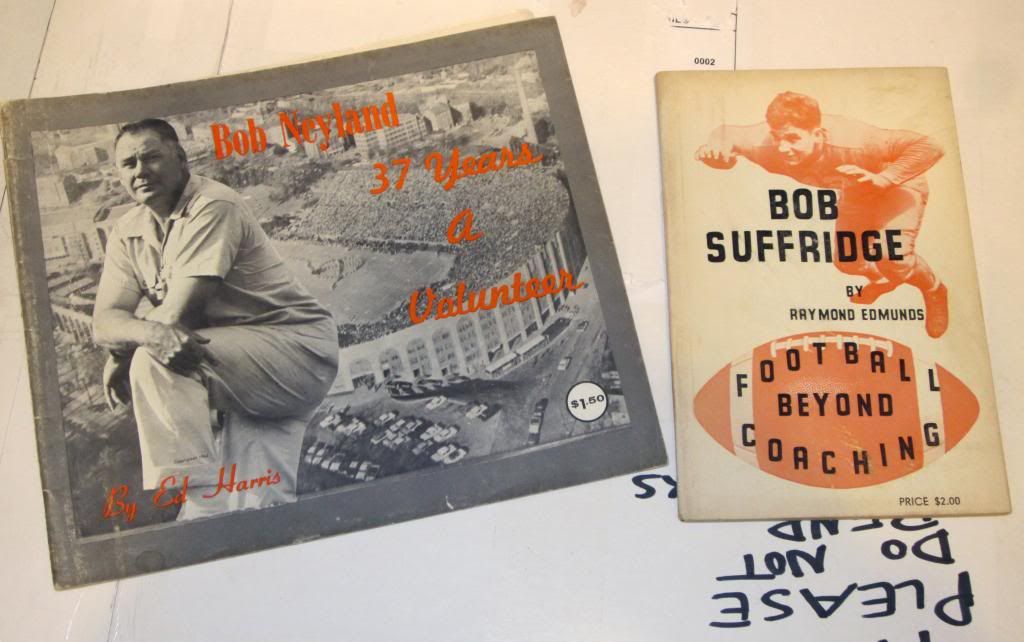 Bob Neyland
37 Years
A
Volunteer
$1.50
By Ed Harris
0002
BOB
SUFFRIDGE
BY
RAYMOND EDMUNDS
FOOTBALL
BEYOND
COACHING
PRICE $2.00
PLEASE
DO NOT
BEND